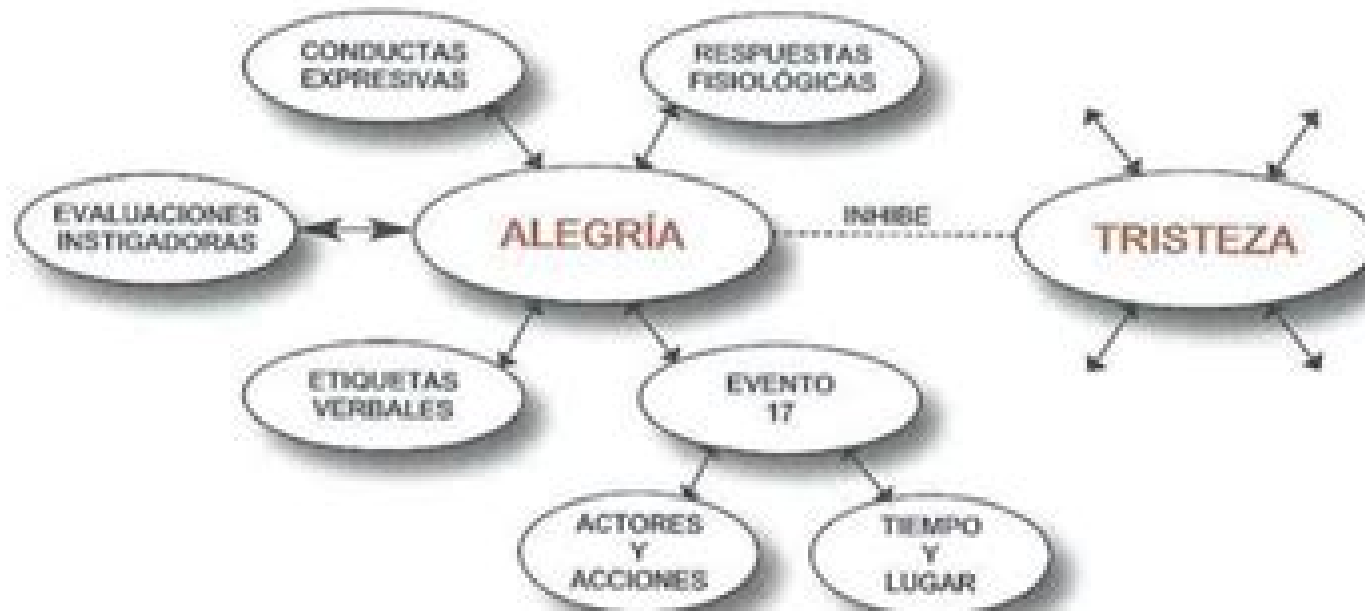 CONDUCTAS
EXPRESIVAS
RESPUESTAS
FISIOLÓGICAS
EVALUACIONES
INSTIGADORAS
ALEGRÍA
INHIBE
TRISTEZA
ETIQUETAS
VERBALES
EVENTO
17
ACTORES
Y
ACCIONES
TIEMPO
Y
LUGAR